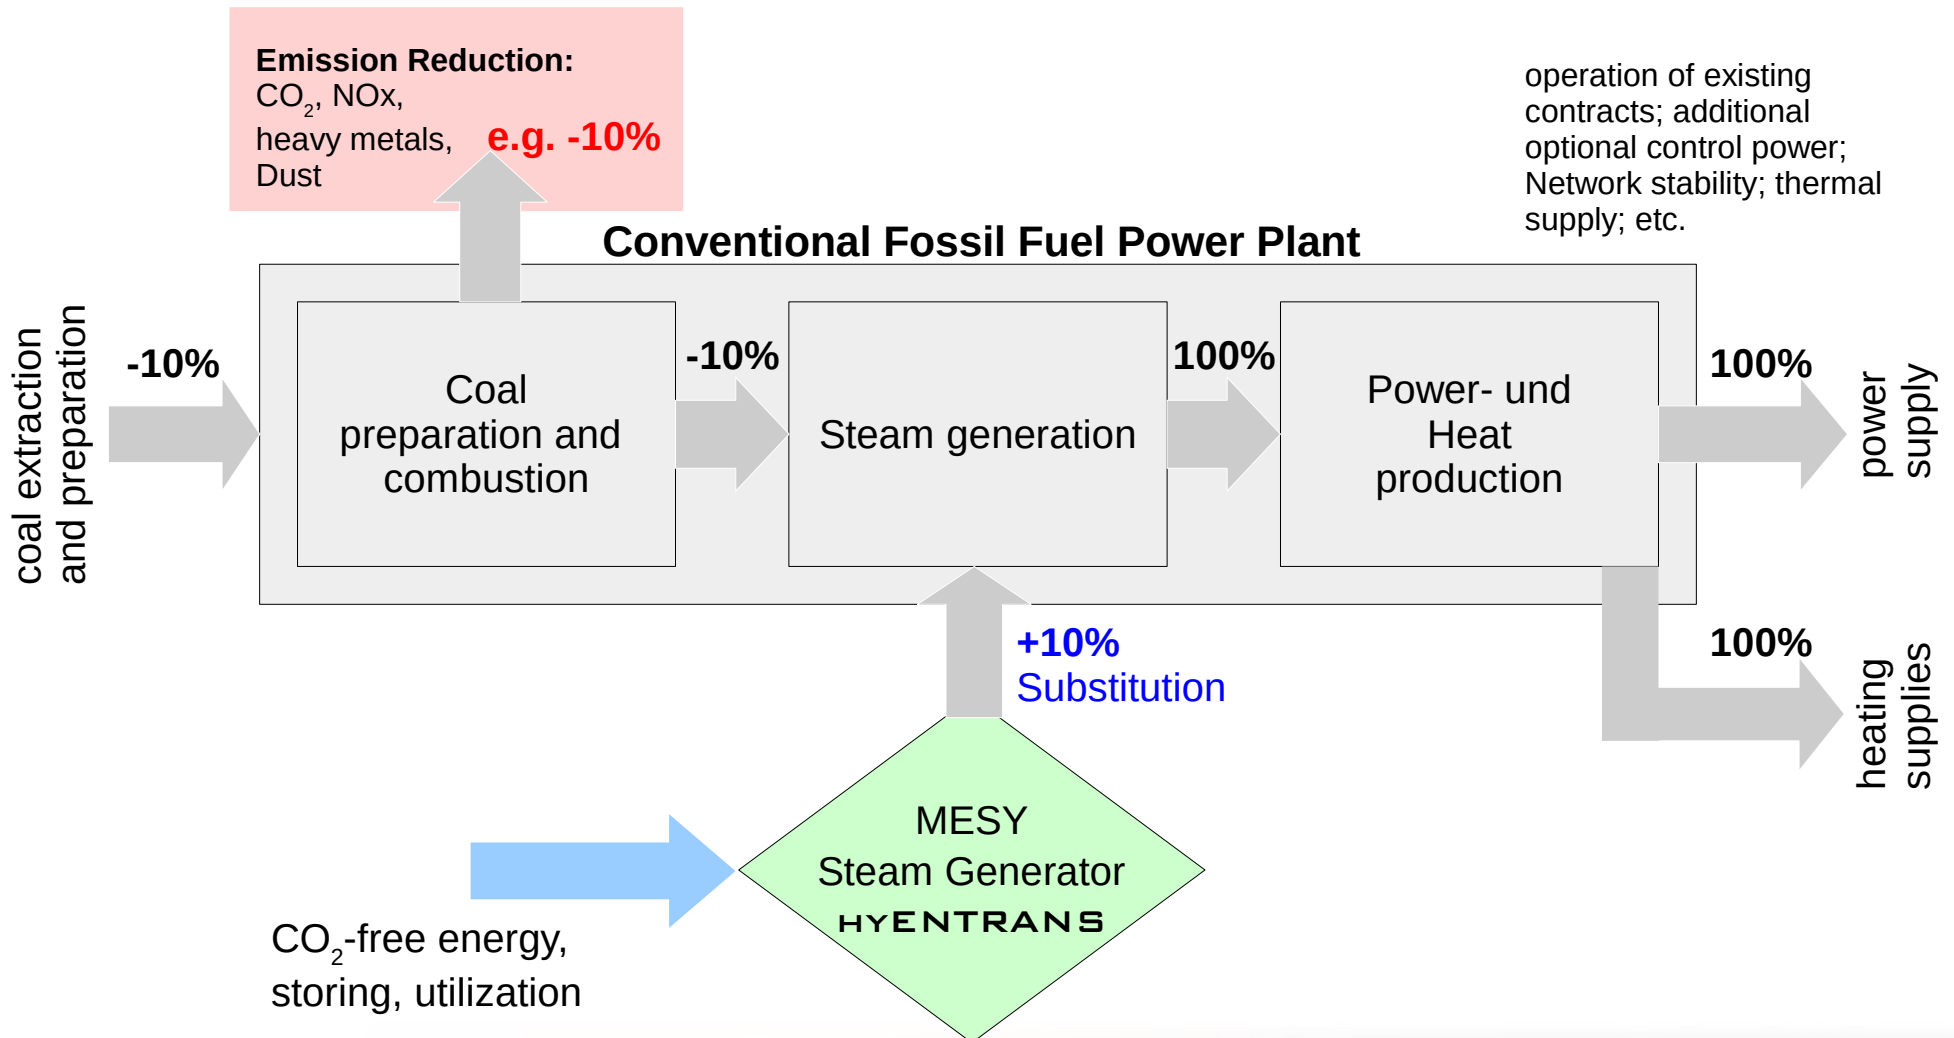 Emission Reduction:
CO2, NOx,
heavy metals, e.g. -10%
Dust
operation of existing
contracts; additional
optional control power;
Network stability; thermal
supply; etc.
Conventional Fossil Fuel Power Plant
coal extraction
and preparation
-10%
Coal
preparation and
combustion
-10%
Steam generation
100%
Power- und
Heat
production
100%
power
supply
+10%
Substitution
100%
heating
supplies
MESY
Steam Generator
HYENTRANS
CO2-free energy,
storing, utilization